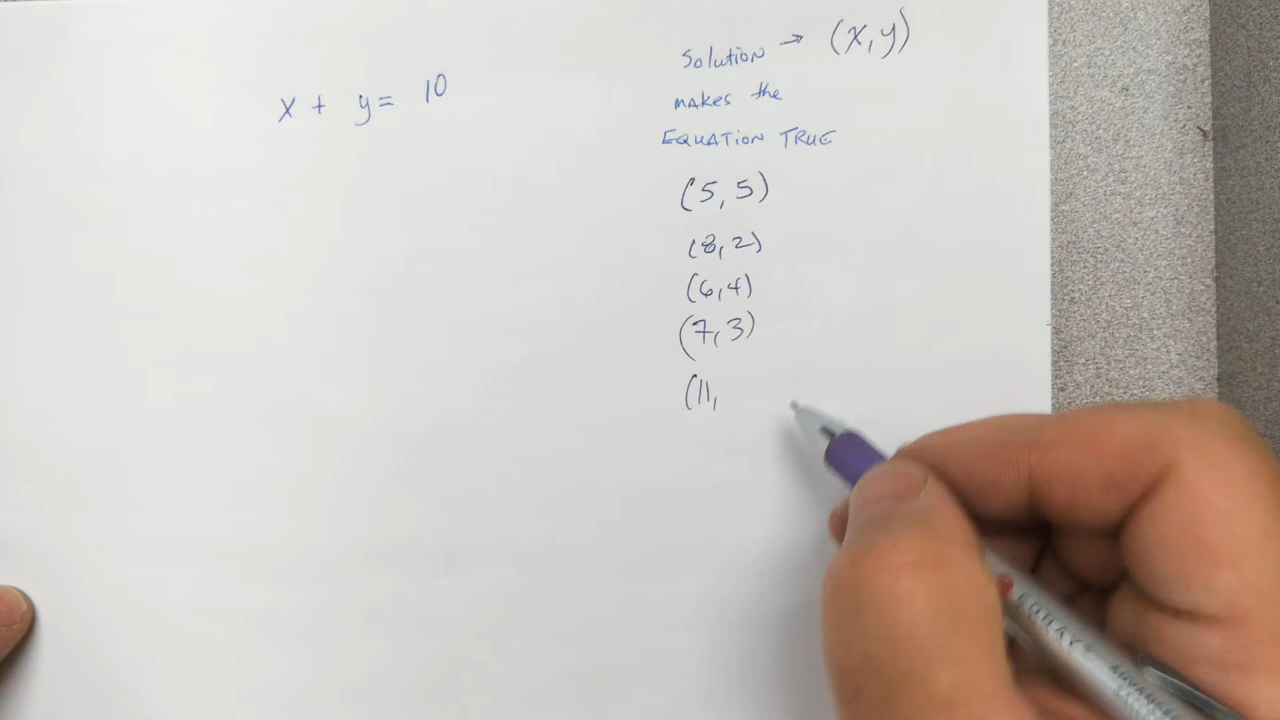 x + y = 10
Solution → (x,y)
makes the
EQUATION TRUE
(5, 5)
(8, 2)
(6,4)
(7, 3)
(11,